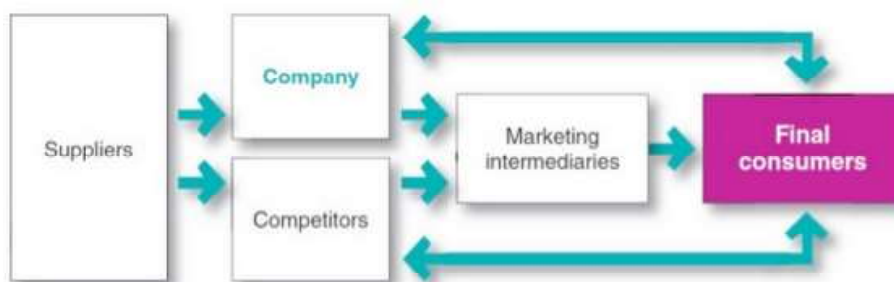 Suppliers
Company
Competitors
Marketing
intermediaries
Final
consumers